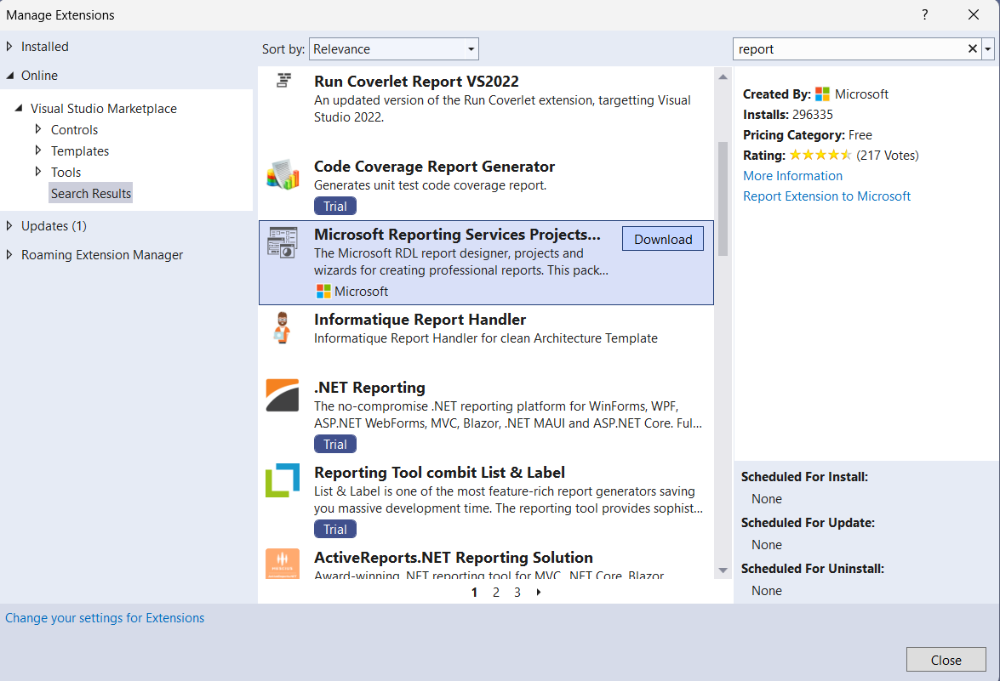 Manage Extensions
?
Installed
Online
Visual Studio Marketplace
Controls
Templates
Tools
Search Results
Updates (1)
Roaming Extension Manager
Sort by: Relevance
report
Run Coverlet Report VS2022
An updated version of the Run Coverlet extension, targetting Visual
Studio 2022.
Code Coverage Report Generator
Generates unit test code coverage report.
Trial
Microsoft Reporting Services Projects...
Download
The Microsoft RDL report designer, projects and
wizards for creating professional reports. This pack...
Microsoft
Informatique Report Handler
Informatique Report Handler for clean Architecture Template
.NET Reporting
The no-compromise .NET reporting platform for WinForms, WPF,
ASP.NET WebForms, MVC, Blazor, .NET MAUI and ASP.NET Core. Ful...
Trial
Reporting Tool combit List & Label
List & Label is one of the most feature-rich report generators saving
you massive development time. The reporting tool provides sophist...
Trial
ActiveReports.NET Reporting Solution
Award-winning .NET reporting tool for MVC, .NET Core, Blazor
1 2 3
Created By: Microsoft
Installs: 296335
Pricing Category: Free
Rating: (217 Votes)
More Information
Report Extension to Microsoft
Scheduled For Install:
None
Scheduled For Update:
None
Scheduled For Uninstall:
None
Change your settings for Extensions
Close